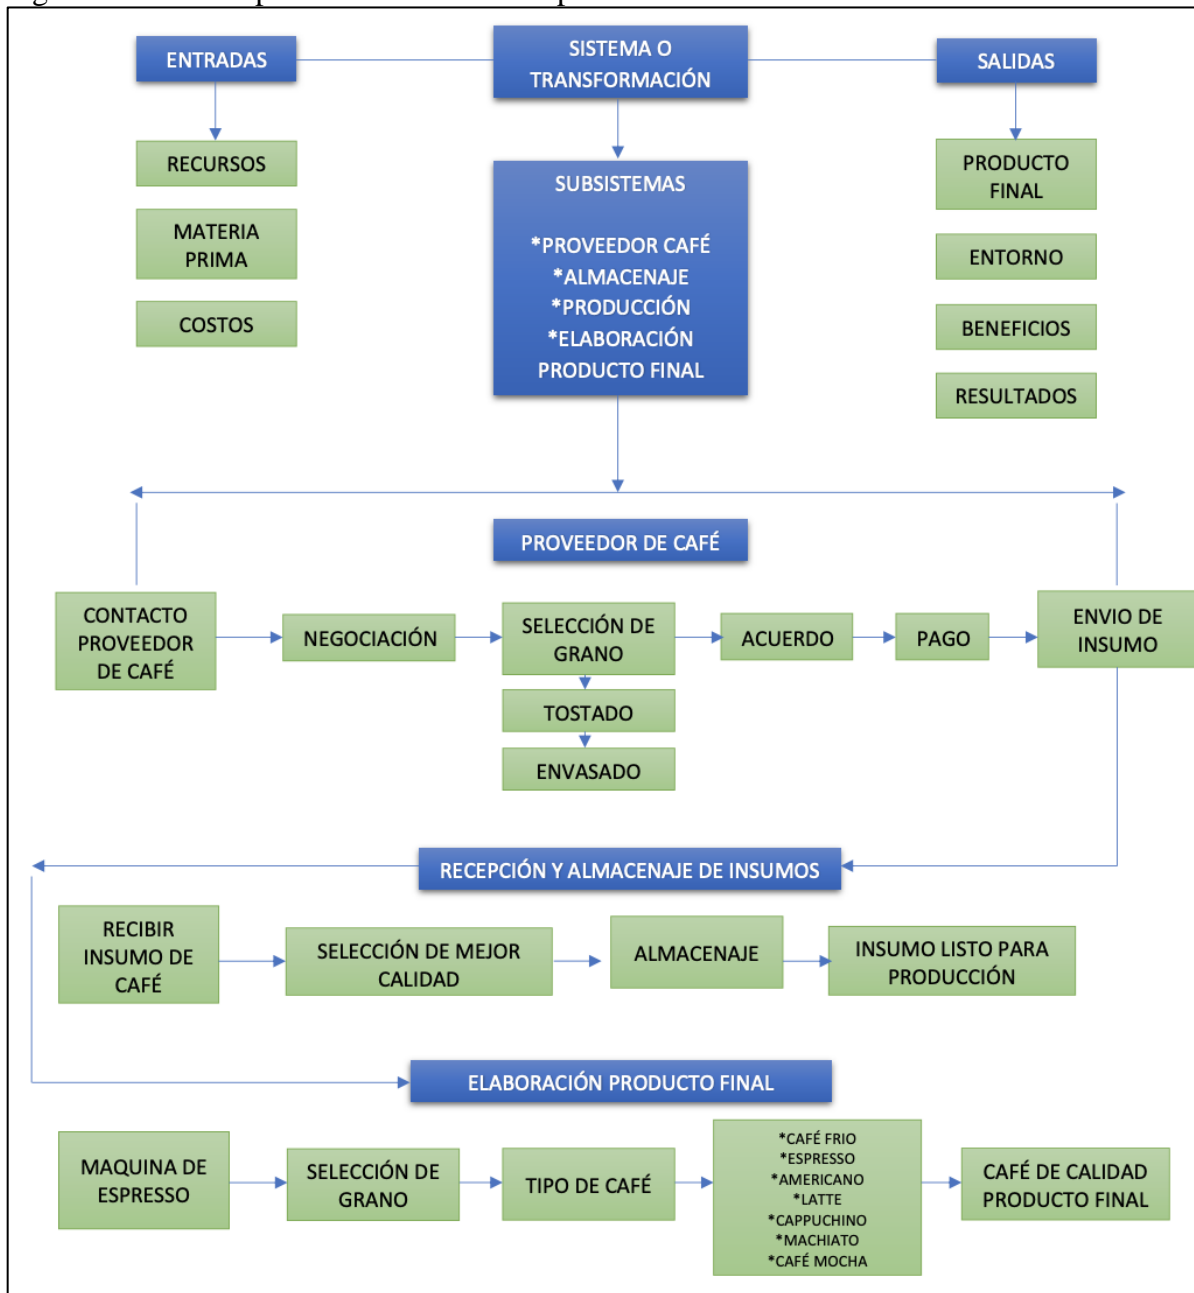 ENTRADAS
SISTEMA O
TRANSFORMACIÓN
SALIDAS
RECURSOS
MATERIA
PRIMA
COSTOS
SUBSISTEMAS
*PROVEEDOR CAFÉ
*ALMACENAJE
*PRODUCCIÓN
*ELABORACIÓN
PRODUCTO FINAL
PRODUCTO
FINAL
ENTORNO
BENEFICIOS
RESULTADOS
PROVEEDOR DE CAFÉ
CONTACTO
PROVEEDOR
DE CAFÉ
NEGOCIACIÓN
SELECCIÓN DE
GRANO
TOSTADO
ENVASADO
ACUERDO
PAGO
ENVIO DE
INSUMO
RECEPCIÓN Y ALMACENAJE DE INSUMOS
RECIBIR
INSUMO DE
CAFÉ
SELECCIÓN DE MEJOR
CALIDAD
ALMACENAJE
INSUMO LISTO PARA
PRODUCCIÓN
ELABORACIÓN PRODUCTO FINAL
MAQUINA DE
ESPRESSO
SELECCIÓN DE
GRANO
TIPO DE CAFÉ
*CAFÉ FRIO
*ESPRESSO
*AMERICANO
*LATTE
*CAPPUCHINO
*MACHIATO
*CAFÉ MOCHA
CAFÉ DE CALIDAD
PRODUCTO FINAL